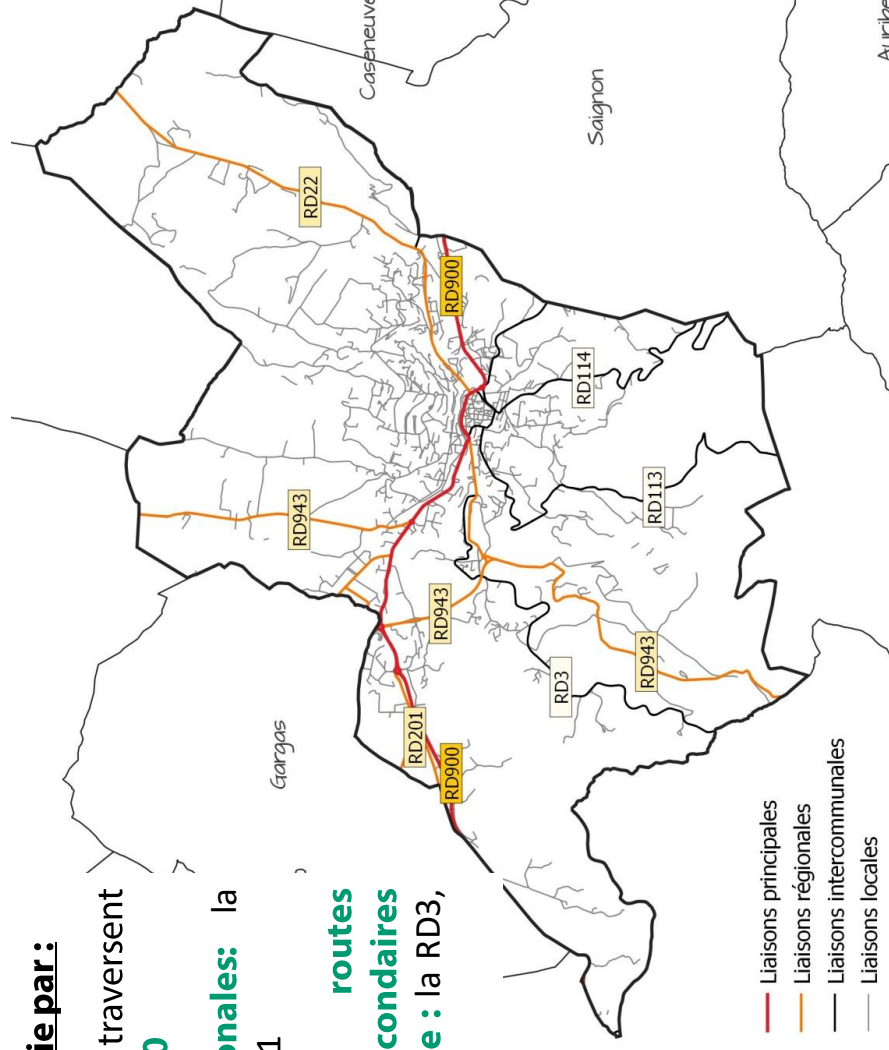 ie par :
traversent
0
onales: la
1
routes
condaires
e : la RD3,
Caseneuve
Saignon
Gargas
RD22
RD900
RD114
RD943
RD113
RD943
RD943
RD3
RD201
RD900
Liaisons principales
Liaisons régionales
Liaisons intercommunales
Liaisons locales